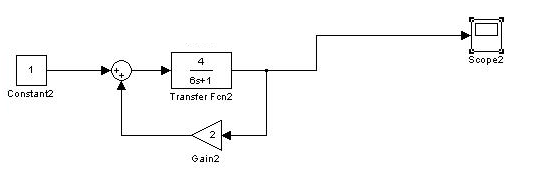 1
Constant2
++
4
6s+1
Transfer Fcn2
2
Gain2
Scope2